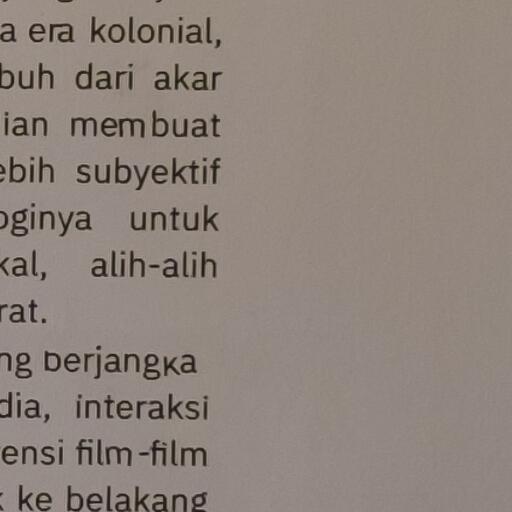 a era kolonial,
buh dari akar
ian membuat
ebih subyektif
oginya untuk
kal, alih-alih
rat.
ng berjangka
dia, interaksi
ensi film-film
ke belakang